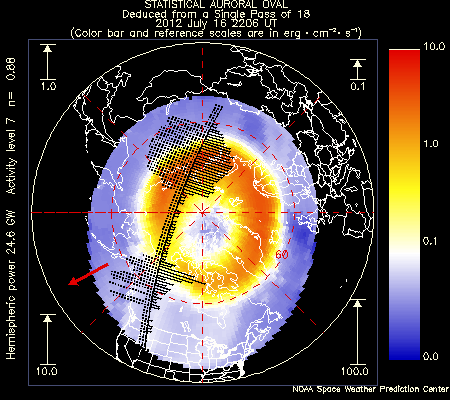 STATISTICAL AURORAL OVAL
Deduced from a Single Pass of 18
2012 July 16 2206 UT
(Color bar and reference scales are in erg · cm⁻² · s⁻¹)
Hemispheric power 24.6 GW Activity level 7 n= 0.88
1.0
0.1
10.0
100.0
60
10.0
1.0
0.1
0.0
NOAA Space Weather Prediction Center